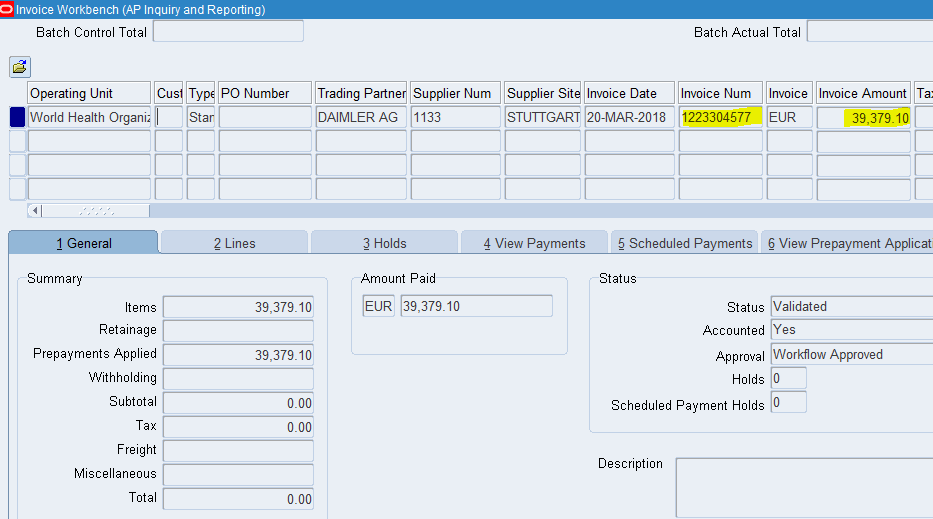 Invoice Workbench (AP Inquiry and Reporting)
Batch Control Total Batch Actual Total
Operating Unit Cust Type PO Number Trading Partner Supplier Num Supplier Site Invoice Date Invoice Num Invoice Invoice Amount Tax
World Health Organiz Stan DAIMLER AG 1133 STUTTGART 20-MAR-2018 1223304577 EUR 39,379.10
1 General 2 Lines 3 Holds 4 View Payments 5 Scheduled Payments 6 View Prepayment Applicati
Summary Amount Paid Status
Items 39,379.10 EUR 39,379.10 Status Validated
Retainage Accounted Yes
Prepayments Applied 39,379.10 Approval Workflow Approved
Withholding Holds 0
Subtotal 0.00 Scheduled Payment Holds 0
Tax 0.00
Freight
Description
Miscellaneous
Total 0.00